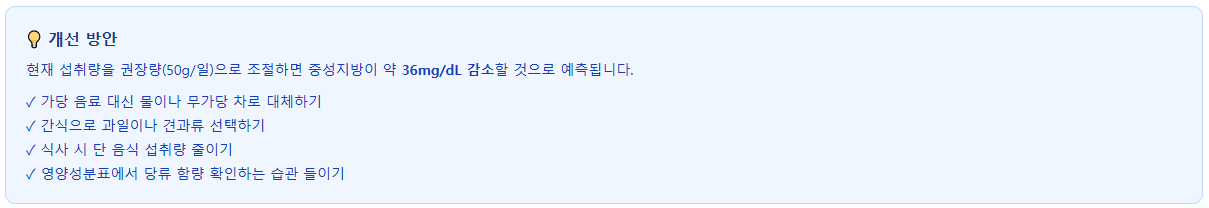 개선 방안
현재 섭취량을 권장량(50g/일)으로 조절하면 중성지방이 약 36mg/dL 감소할 것으로 예측됩니다.
✓ 가당 음료 대신 물이나 무가당 차로 대체하기
✓ 간식으로 과일이나 견과류 선택하기
✓ 식사 시 단 음식 섭취량 줄이기
✓ 영양성분표에서 당류 함량 확인하는 습관 들이기